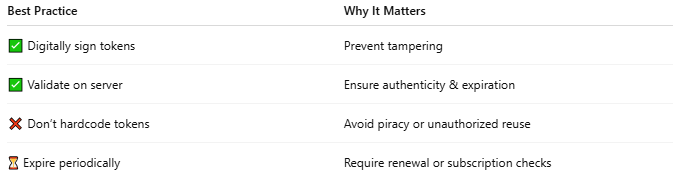 Best Practice Why It Matters
✅ Digitally sign tokens Prevent tampering
✅ Validate on server Ensure authenticity & expiration
❌ Don’t hardcode tokens Avoid piracy or unauthorized reuse
⌛ Expire periodically Require renewal or subscription checks